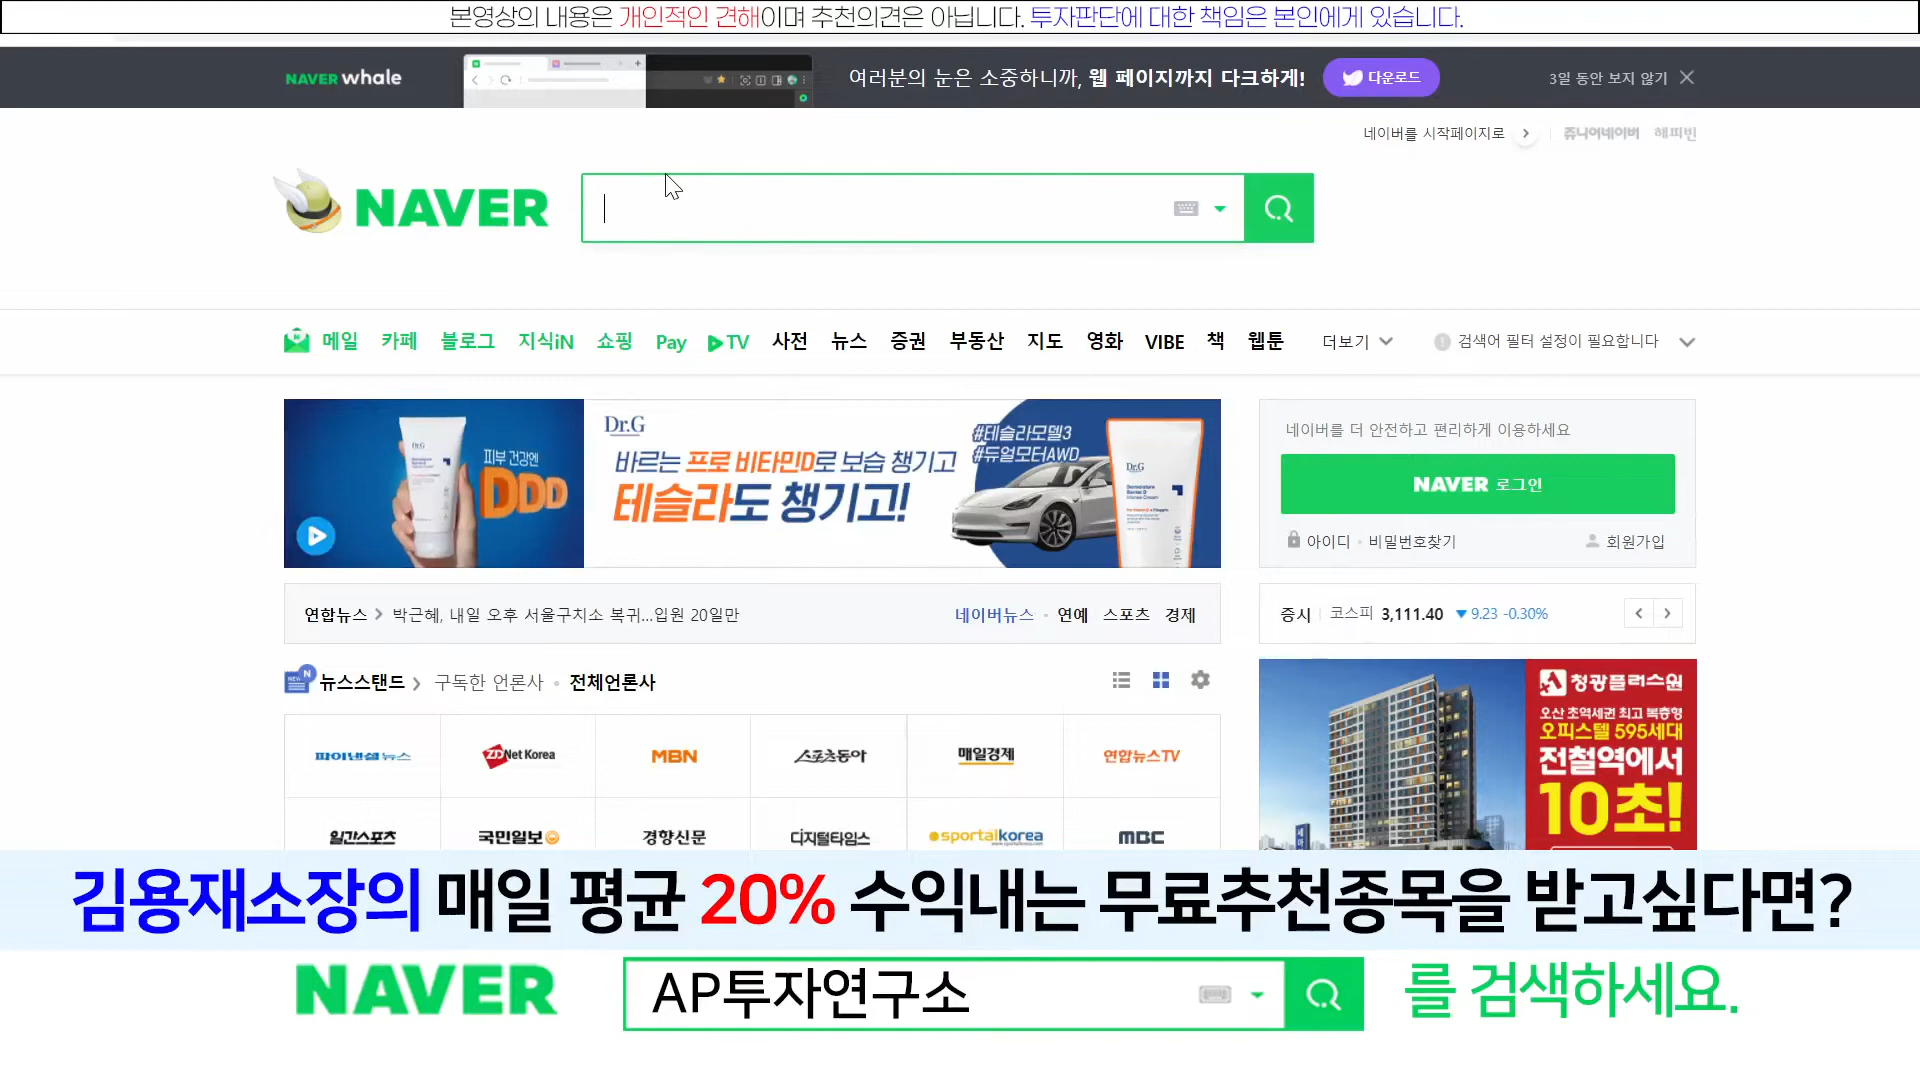 본영상의 내용은 개인적인 견해이며 추천의견은 아닙니다. 투자판단에 대한 책임은 본인에게 있습니다.
NAVER whale
여러분의 눈은 소중하니까, 웹 페이지까지 다크하게!
다운로드
3일 동안 보지 않기
네이버를 시작페이지로
쥬니어네이버 해피빈
NAVER
메일 카페 블로그 지식iN 쇼핑 Pay TV 사전 뉴스 증권 부동산 지도 영화 VIBE 책 웹툰 더보기
검색어 필터 설정이 필요합니다
Dr.G
피부 건강엔
DDD
Dr.G
바르는 프로 비타민D로 보습 챙기고
테슬라도 챙기고!
#테슬라모델3
#듀얼모터AWD
Dr.G
네이버를 더 안전하고 편리하게 이용하세요
NAVER 로그인
아이디 비밀번호찾기 회원가입
연합뉴스 박근혜, 내일 오후 서울구치소 복귀...입원 20일만
네이버뉴스 연예 스포츠 경제
증시 코스피 3,111.40 9.23 -0.30%
NEW N 뉴스스탠드 구독한 언론사 전체언론사
파이낸셜뉴스 ZDNet Korea MBN 스포츠동아 매일경제 연합뉴스TV
일간스포츠 국민일보 경향신문 디지털타임스 sportalkorea MBC
청광플러스원
오산 초역세권 최고 복층형
오피스텔 595세대
전철역에서
10초!
김용재소장의 매일 평균 20% 수익내는 무료추천종목을 받고싶다면?
NAVER AP투자연구소 를 검색하세요.